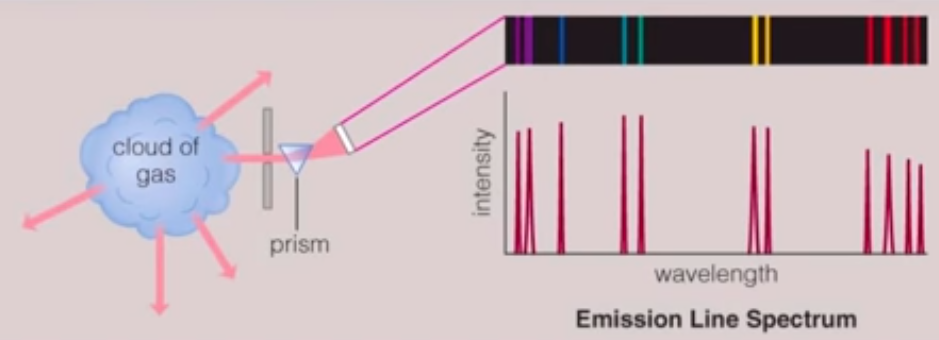 cloud of
gas
prism
intensity
wavelength
Emission Line Spectrum